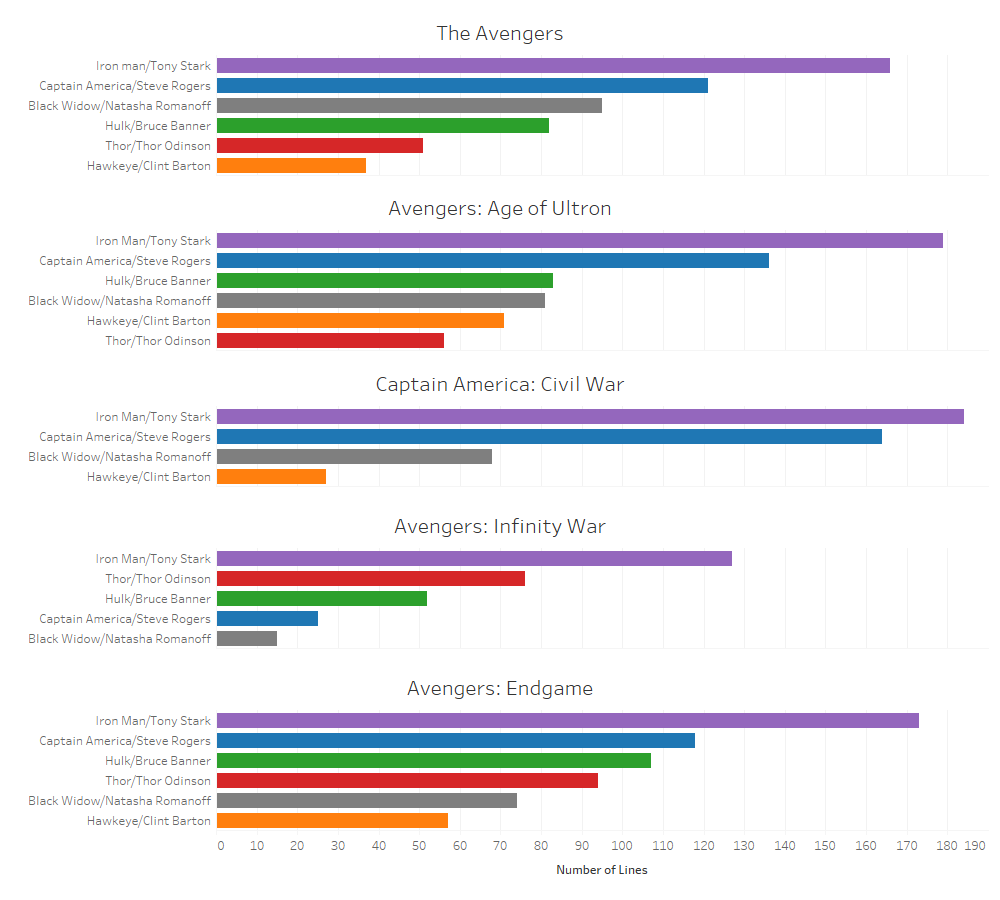 The Avengers
Iron man/Tony Stark
Captain America/Steve Rogers
Black Widow/Natasha Romanoff
Hulk/Bruce Banner
Thor/Thor Odinson
Hawkeye/Clint Barton
Avengers: Age of Ultron
Iron Man/Tony Stark
Captain America/Steve Rogers
Hulk/Bruce Banner
Black Widow/Natasha Romanoff
Hawkeye/Clint Barton
Thor/Thor Odinson
Captain America: Civil War
Iron Man/Tony Stark
Captain America/Steve Rogers
Black Widow/Natasha Romanoff
Hawkeye/Clint Barton
Avengers: Infinity War
Iron Man/Tony Stark
Thor/Thor Odinson
Hulk/Bruce Banner
Captain America/Steve Rogers
Black Widow/Natasha Romanoff
Avengers: Endgame
Iron Man/Tony Stark
Captain America/Steve Rogers
Hulk/Bruce Banner
Thor/Thor Odinson
Black Widow/Natasha Romanoff
Hawkeye/Clint Barton
0 10 20 30 40 50 60 70 80 90 100 110 120 130 140 150 160 170 180 190
Number of Lines